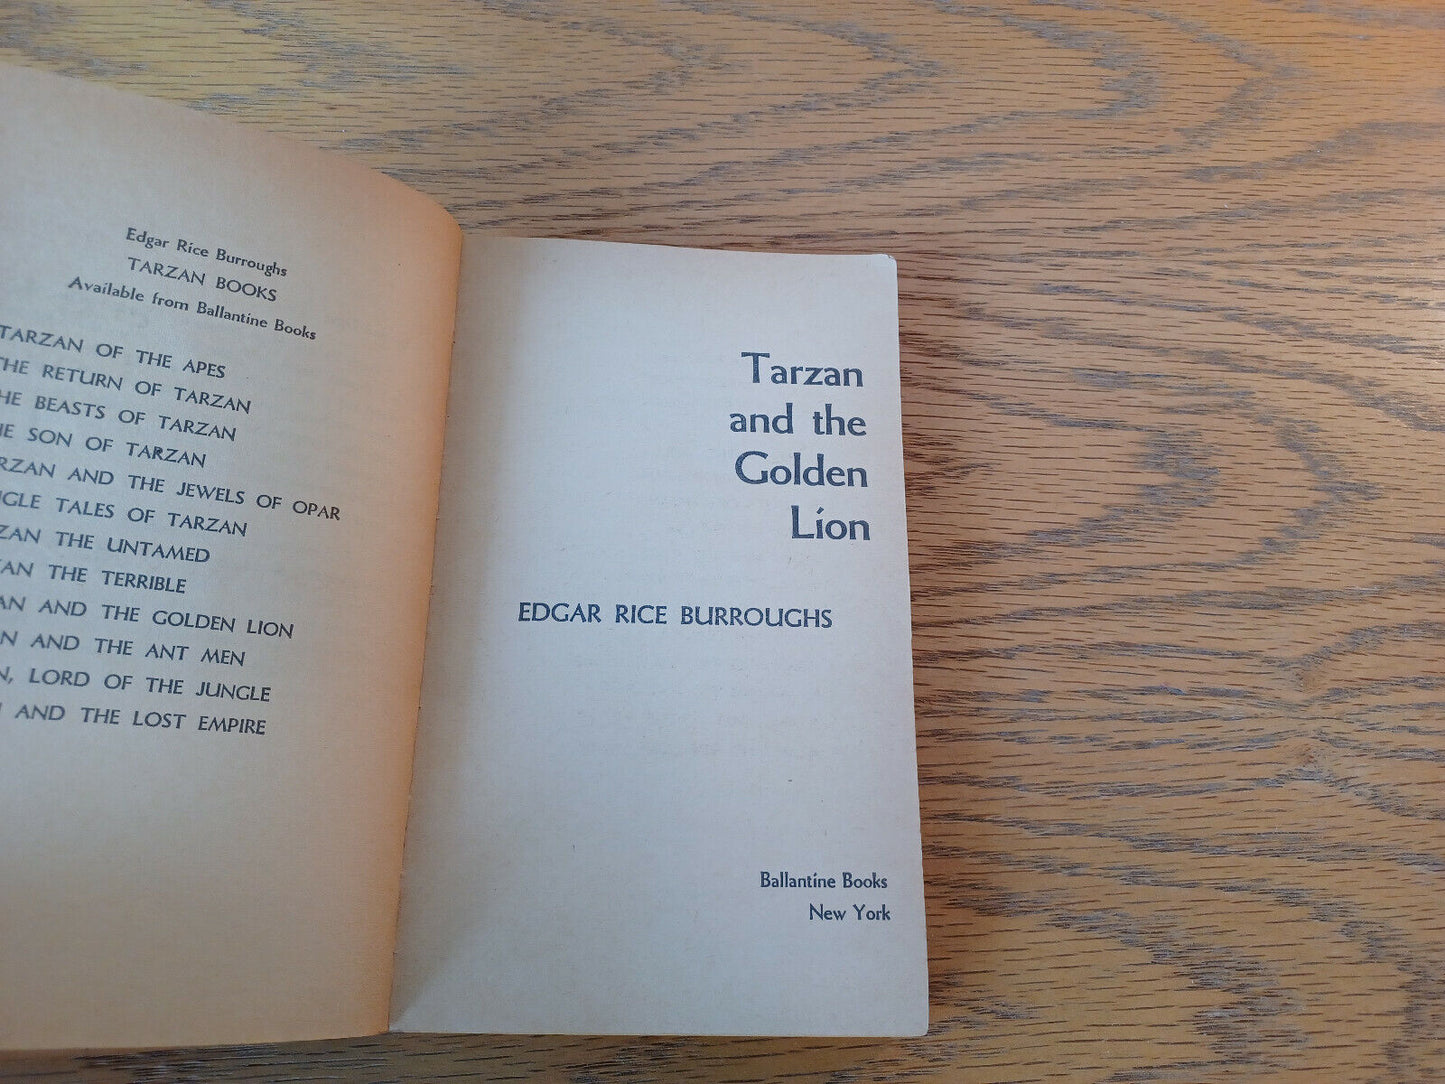 Edgar Rice Burroughs
TARZAN BOOKS
Available from Ballantine Books
TARZAN OF THE APES
THE RETURN OF TARZAN
HE BEASTS OF TARZAN
E SON OF TARZAN
RZAN AND THE JEWELS OF OPAR
GLE TALES OF TARZAN
ZAN THE UNTAMED
AN THE TERRIBLE
AN AND THE GOLDEN LION
N AND THE ANT MEN
N, LORD OF THE JUNGLE
AND THE LOST EMPIRE
Tarzan
and the
Golden
Lion
EDGAR RICE BURROUGHS
Ballantine Books
New York